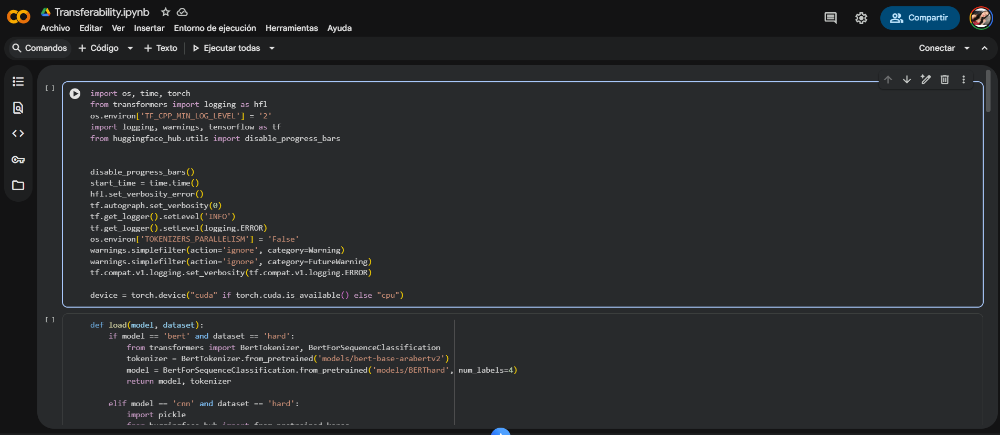 Transferability.ipynb
Archivo Editar Ver Insertar Entorno de ejecución Herramientas Ayuda
Compartir
Comandos + Código + Texto Ejecutar todas
Conectar
[ ]
import os, time, torch
from transformers import logging as hfl
os.environ['TF_CPP_MIN_LOG_LEVEL'] = '2'
import logging, warnings, tensorflow as tf
from huggingface_hub.utils import disable_progress_bars
disable_progress_bars()
start_time = time.time()
hfl.set_verbosity_error()
tf.autograph.set_verbosity(0)
tf.get_logger().setLevel('INFO')
tf.get_logger().setLevel(logging.ERROR)
os.environ['TOKENIZERS_PARALLELISM'] = 'False'
warnings.simplefilter(action='ignore', category=Warning)
warnings.simplefilter(action='ignore', category=FutureWarning)
tf.compat.v1.logging.set_verbosity(tf.compat.v1.logging.ERROR)
device = torch.device("cuda" if torch.cuda.is_available() else "cpu")
[ ]
def load(model, dataset):
if model == 'bert' and dataset == 'hard':
from transformers import BertTokenizer, BertForSequenceClassification
tokenizer = BertTokenizer.from_pretrained('models/bert-base-arabertv2')
model = BertForSequenceClassification.from_pretrained('models/BERThard', num_labels=4)
return model, tokenizer
elif model == 'cnn' and dataset == 'hard':
import pickle
from huggingface_hub import from_pretrained_keras